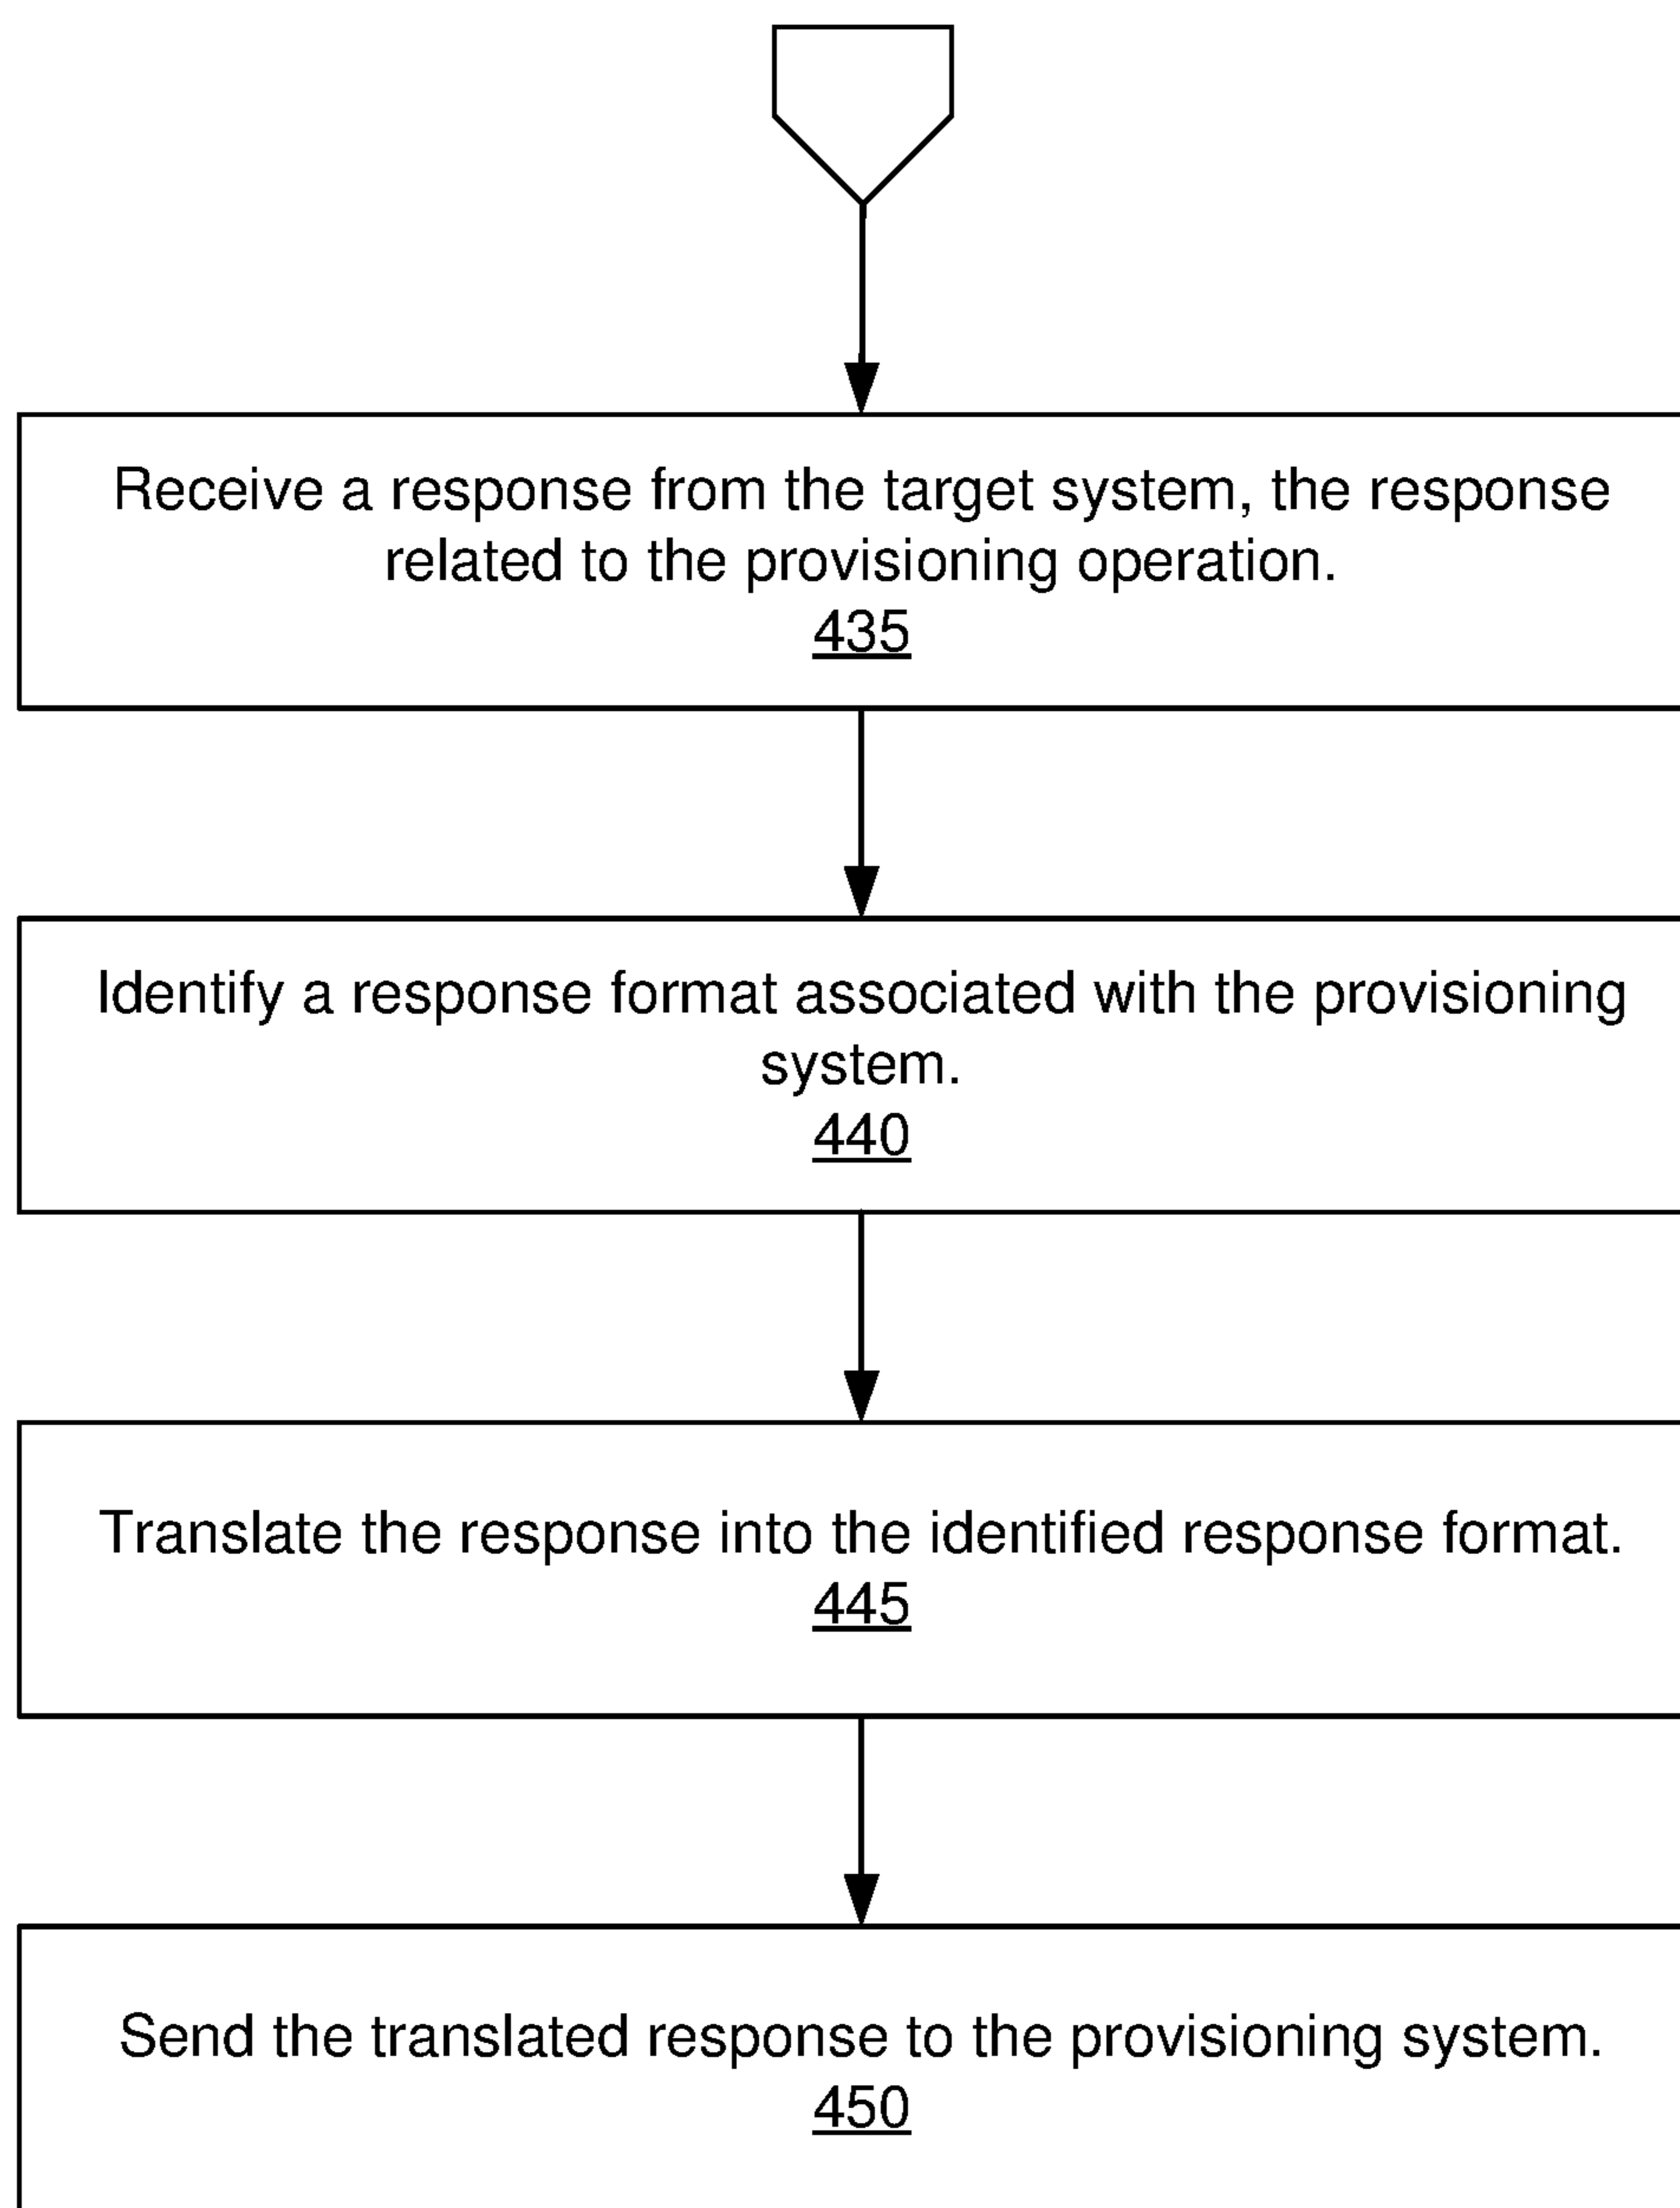 Receive a response from the target system, the response
related to the provisioning operation.
435
Identify a response format associated with the provisioning
system.
440
Translate the response into the identified response format.
445
Send the translated response to the provisioning system.
450